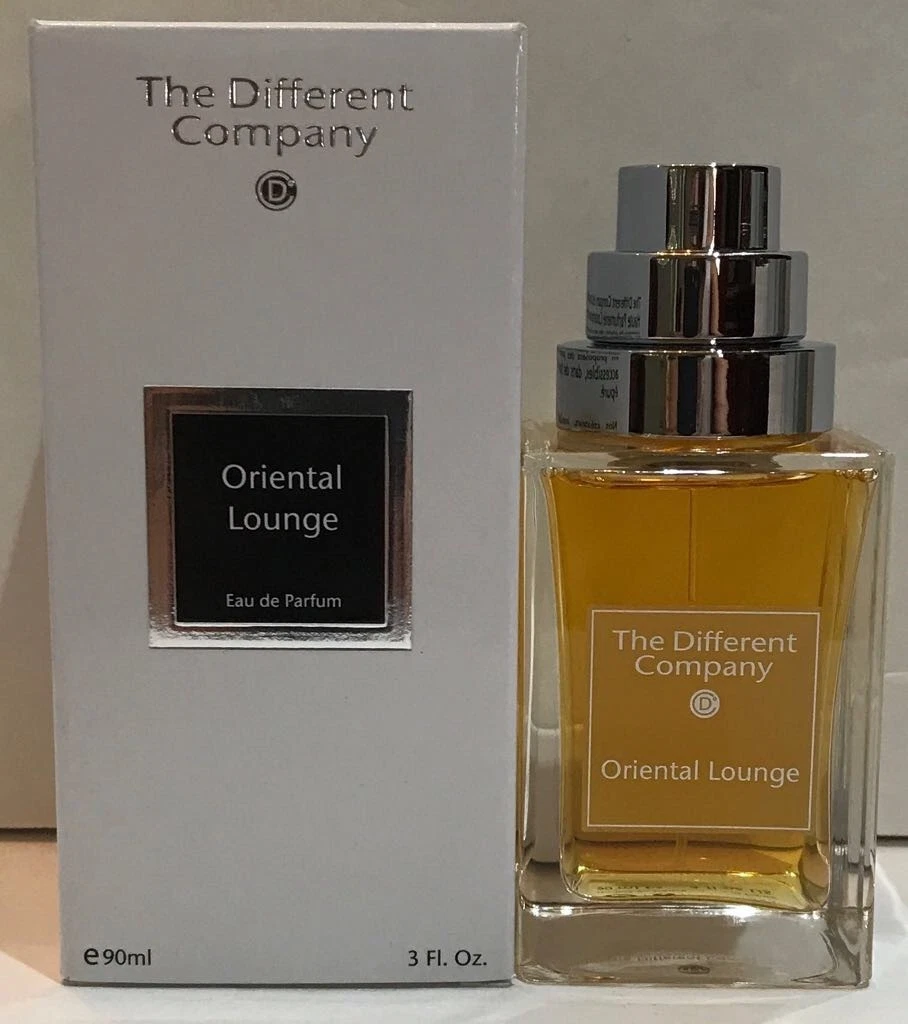 The Different
Company
Oriental
Lounge
Eau de Parfum
e90ml
3 Fl. Oz.
The Different
Company
Oriental Lounge